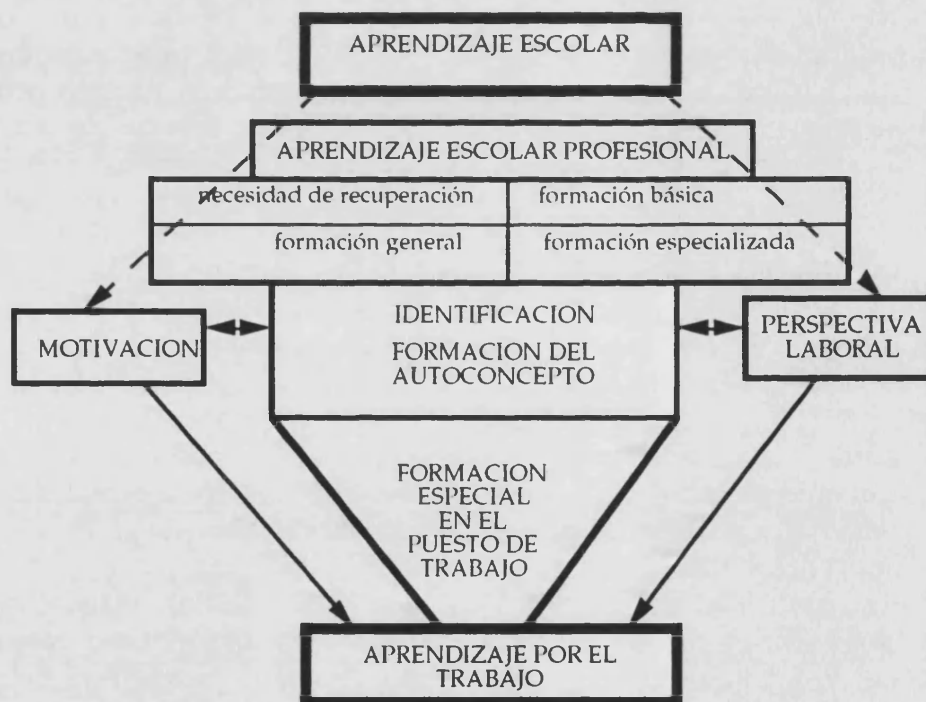 APRENDIZAJE ESCOLAR
APRENDIZAJE ESCOLAR PROFESIONAL
necesidad de recuperación
formación básica
formación general
formación especializada
IDENTIFICACION
FORMACION DEL
AUTOCONCEPTO
MOTIVACION
PERSPECTIVA
LABORAL
FORMACION
ESPECIAL
EN EL
PUESTO DE
TRABAJO
APRENDIZAJE POR EL
TRABAJO